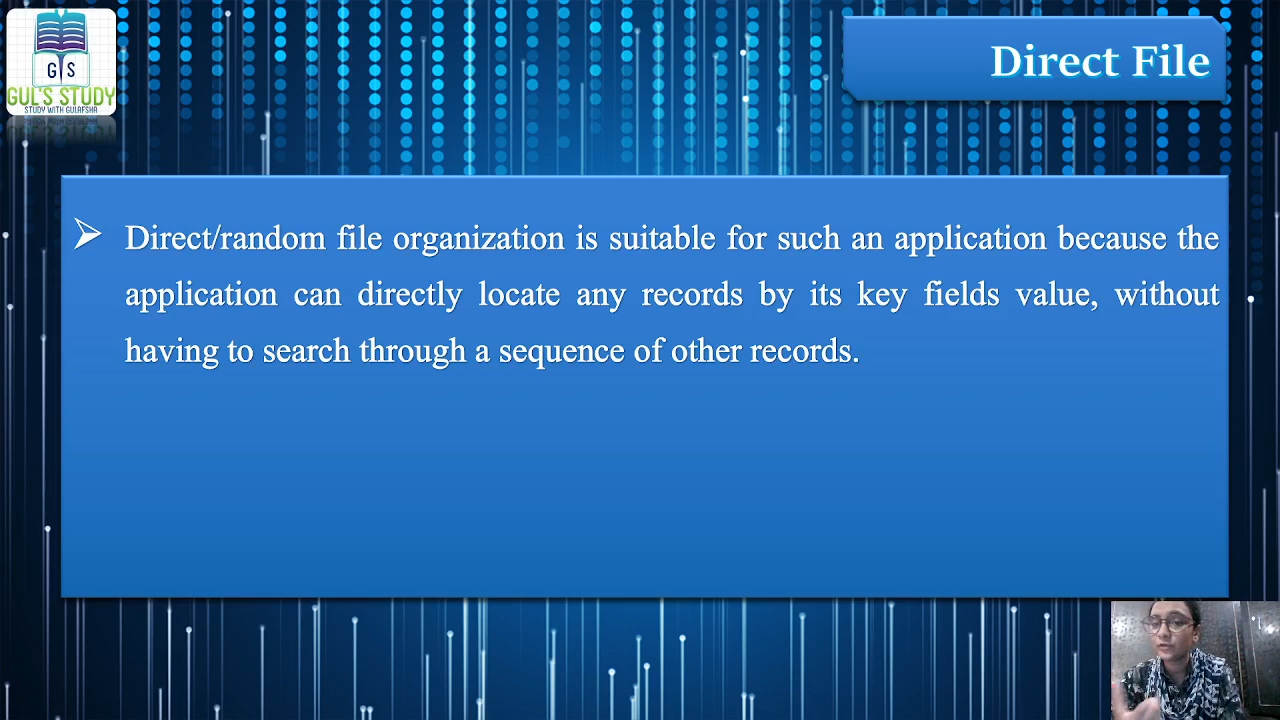 G S
GUL'S STUDY
STUDY WITH GULAFSHA
Direct File
Direct/random file organization is suitable for such an application because the
application can directly locate any records by its key fields value, without
having to search through a sequence of other records.